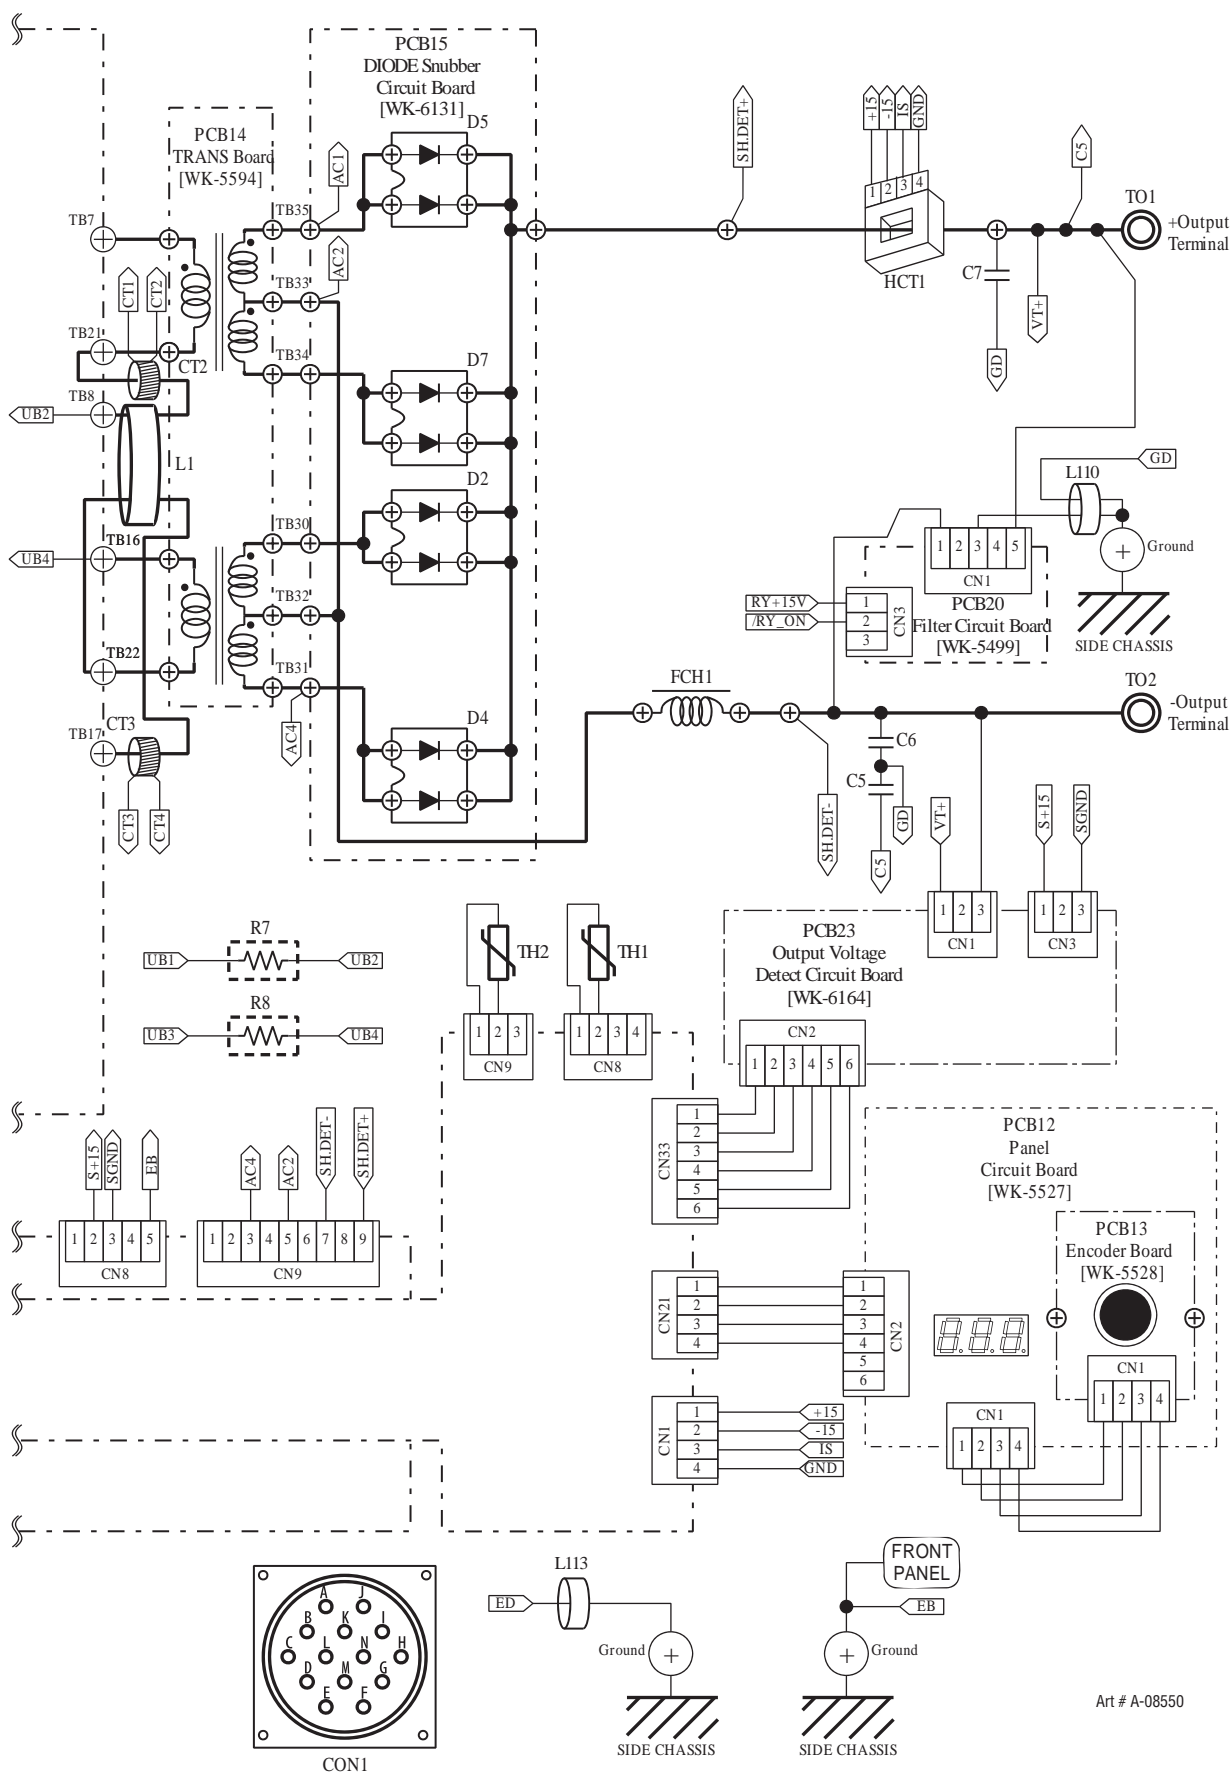 PCB15
DIODE Snubber
Circuit Board
[WK-6131]
D5
PCB14
TRANS Board
[WK-5594]
AC1
SH.DET+
+15
-15
IS
GND
C5
1 2 3 4
TO1
+Output
Terminal
TB7
TB35
AC2
HCT1
C7
VT+
CT1
CT2
TB33
TB21
TB34
CT2
D7
GD
TB8
UB2
L1
D2
L110
GD
TB30
TB16
UB4
1 2 3 4 5
CN1
Ground
RY+15V
/RY_ON
1
2
3
CN3
PCB20
Filter Circuit Board
[WK-5499]
SIDE CHASSIS
TB32
TB22
TB31
FCH1
TO2
-Output
Terminal
CT3
TB17
AC4
D4
C6
C5
CT3
CT4
SH.DET-
GD
C5
VT+
S+15
SGND
R7
UB1
UB2
R8
UB3
UB4
TH2
TH1
1 2 3
CN9
1 2 3 4
CN8
PCB23
Output Voltage
Detect Circuit Board
[WK-6164]
1 2 3
CN1
1 2 3
CN3
CN2
1 2 3 4 5 6
S+15
SGND
EB
AC4
AC2
SH.DET-
SH.DET+
CN33
1
2
3
4
5
6
PCB12
Panel
Circuit Board
[WK-5527]
1 2 3 4 5
CN8
1 2 3 4 5 6 7 8 9
CN9
PCB13
Encoder Board
[WK-5528]
CN21
1
2
3
4
1
2
3
4
5
6
CN2
8.8.8.
CN1
1 2 3 4
CN1
1
2
3
4
+15
-15
IS
GND
CN1
1 2 3 4
A J
B K I
C L N H
D M G
E F
CON1
L113
ED
Ground
SIDE CHASSIS
FRONT
PANEL
EB
Ground
SIDE CHASSIS
Art # A-08550